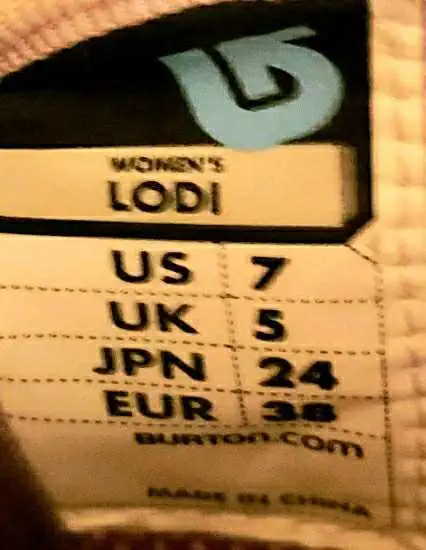 WOMEN'S
LODI
US 7
UK 5
JPN 24
EUR 38
BURTON.COM
MADE IN CHINA